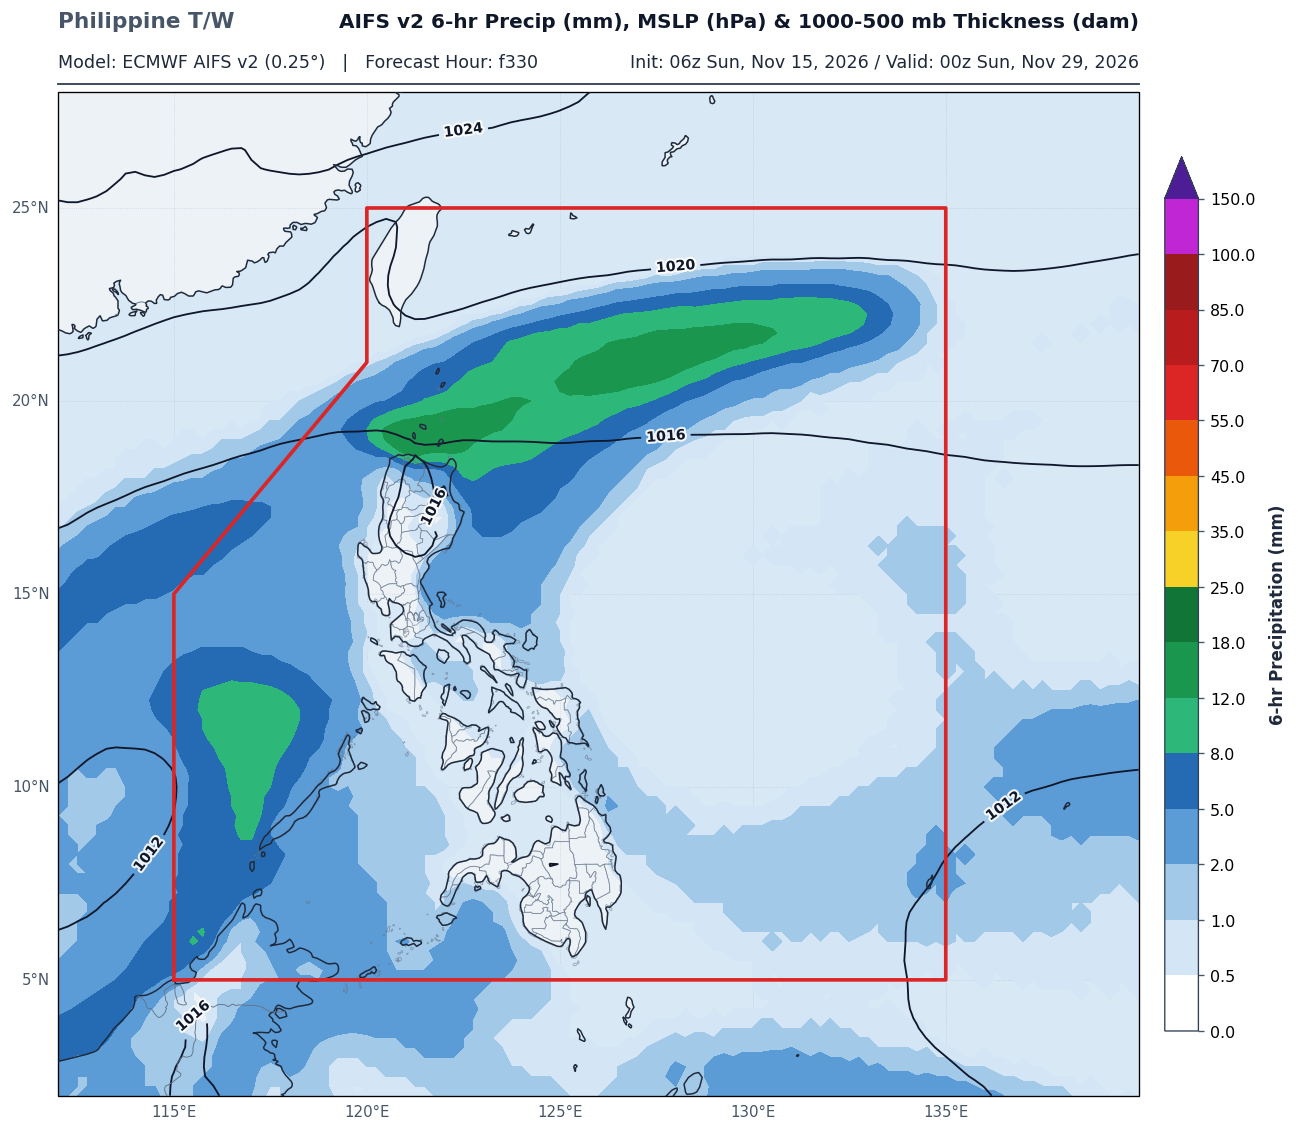 Philippine T/W
AIFS v2 6-hr Precip (mm), MSLP (hPa) & 1000-500 mb Thickness (dam)
Model: ECMWF AIFS v2 (0.25°) | Forecast Hour: f330
Init: 06z Sun, Nov 15, 2026 / Valid: 00z Sun, Nov 29, 2026
1024
1020
1016
1016
1012
1012
1016
25°N
20°N
15°N
10°N
5°N
115°E
120°E
125°E
130°E
135°E
150.0
100.0
85.0
70.0
55.0
45.0
35.0
25.0
18.0
12.0
8.0
5.0
2.0
1.0
0.5
0.0
6-hr Precipitation (mm)